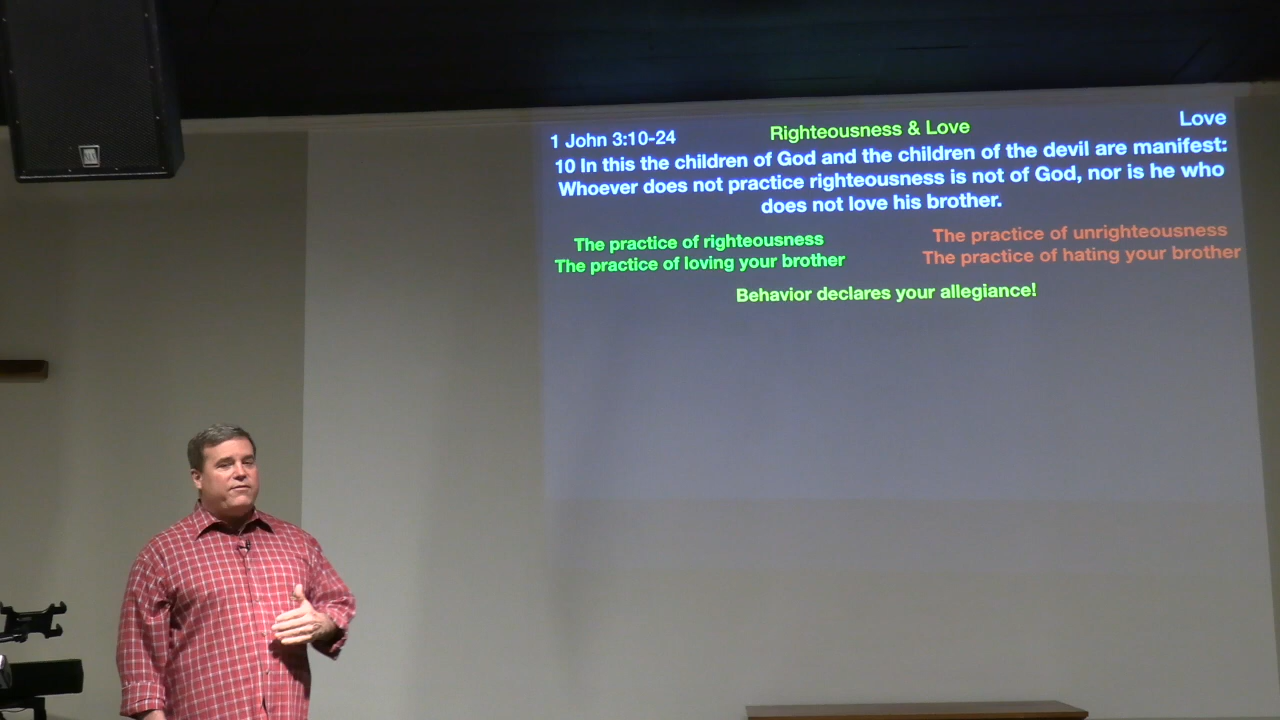 1 John 3:10-24 Righteousness & Love Love
10 In this the children of God and the children of the devil are manifest:
Whoever does not practice righteousness is not of God, nor is he who
does not love his brother.
The practice of righteousness The practice of unrighteousness
The practice of loving your brother The practice of hating your brother
Behavior declares your allegiance!